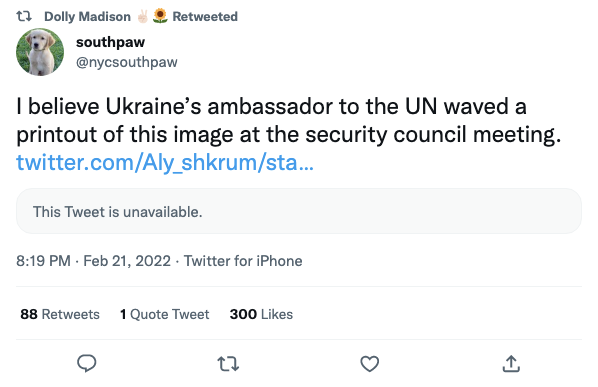 Dolly Madison ✌🏻 🌻 Retweeted
southpaw
@nycsouthpaw
I believe Ukraine’s ambassador to the UN waved a
printout of this image at the security council meeting.
twitter.com/Aly_shkrum/sta…
This Tweet is unavailable.
8:19 PM · Feb 21, 2022 · Twitter for iPhone
88 Retweets 1 Quote Tweet 300 Likes